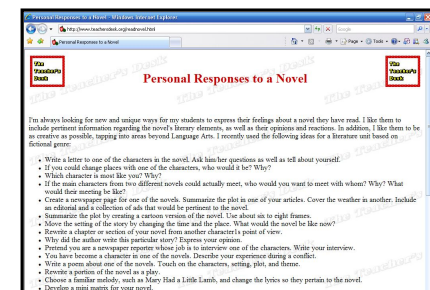 Personal Responses to a Novel - Windows Internet Explorer
http://www.teachersdesk.org/readnovel.html
Google
Personal Responses to a Novel
Page
Tools
The
Teacher's
Desk
The
Teacher's
Desk
Personal Responses to a Novel
I'm always looking for new and unique ways for my students to express their feelings about a novel they have read. I like them to
include pertinent information regarding the novel's literary elements, as well as their opinions and reactions. In addition, I like them to be
as creative as possible, tapping into areas beyond Language Arts. I recently used the following ideas for a literature unit based on a
fictional genre:
Write a letter to one of the characters in the novel. Ask him/her questions as well as tell about yourself.
If you could change places with one of the characters, who would it be? Why?
Which character is most like you? Why?
If the main characters from two different novels could actually meet, who would you want to meet with whom? Why? What
would their meeting be like?
Create a newspaper page for one of the novels. Summarize the plot in one of your articles. Cover the weather in another. Include
an editorial and a collection of ads that would be pertinent to the novel.
Summarize the plot by creating a cartoon version of the novel. Use about six to eight frames.
Move the setting of the story by changing the time and the place. What would the novel be like now?
Rewrite a chapter or section of your novel from another character1s point of view.
Why did the author write this particular story? Express your opinion.
Pretend you are a newspaper reporter whose job is to interview one of the characters. Write your interview.
You have become a character in one of the novels. Describe your experience during a conflict.
Write a poem about one of the novels. Touch on the characters, setting, plot, and theme.
Rewrite a portion of the novel as a play.
Choose a familiar melody, such as Mary Had a Little Lamb, and change the lyrics so they pertain to the novel.
Develop a mini matrix for your novel.